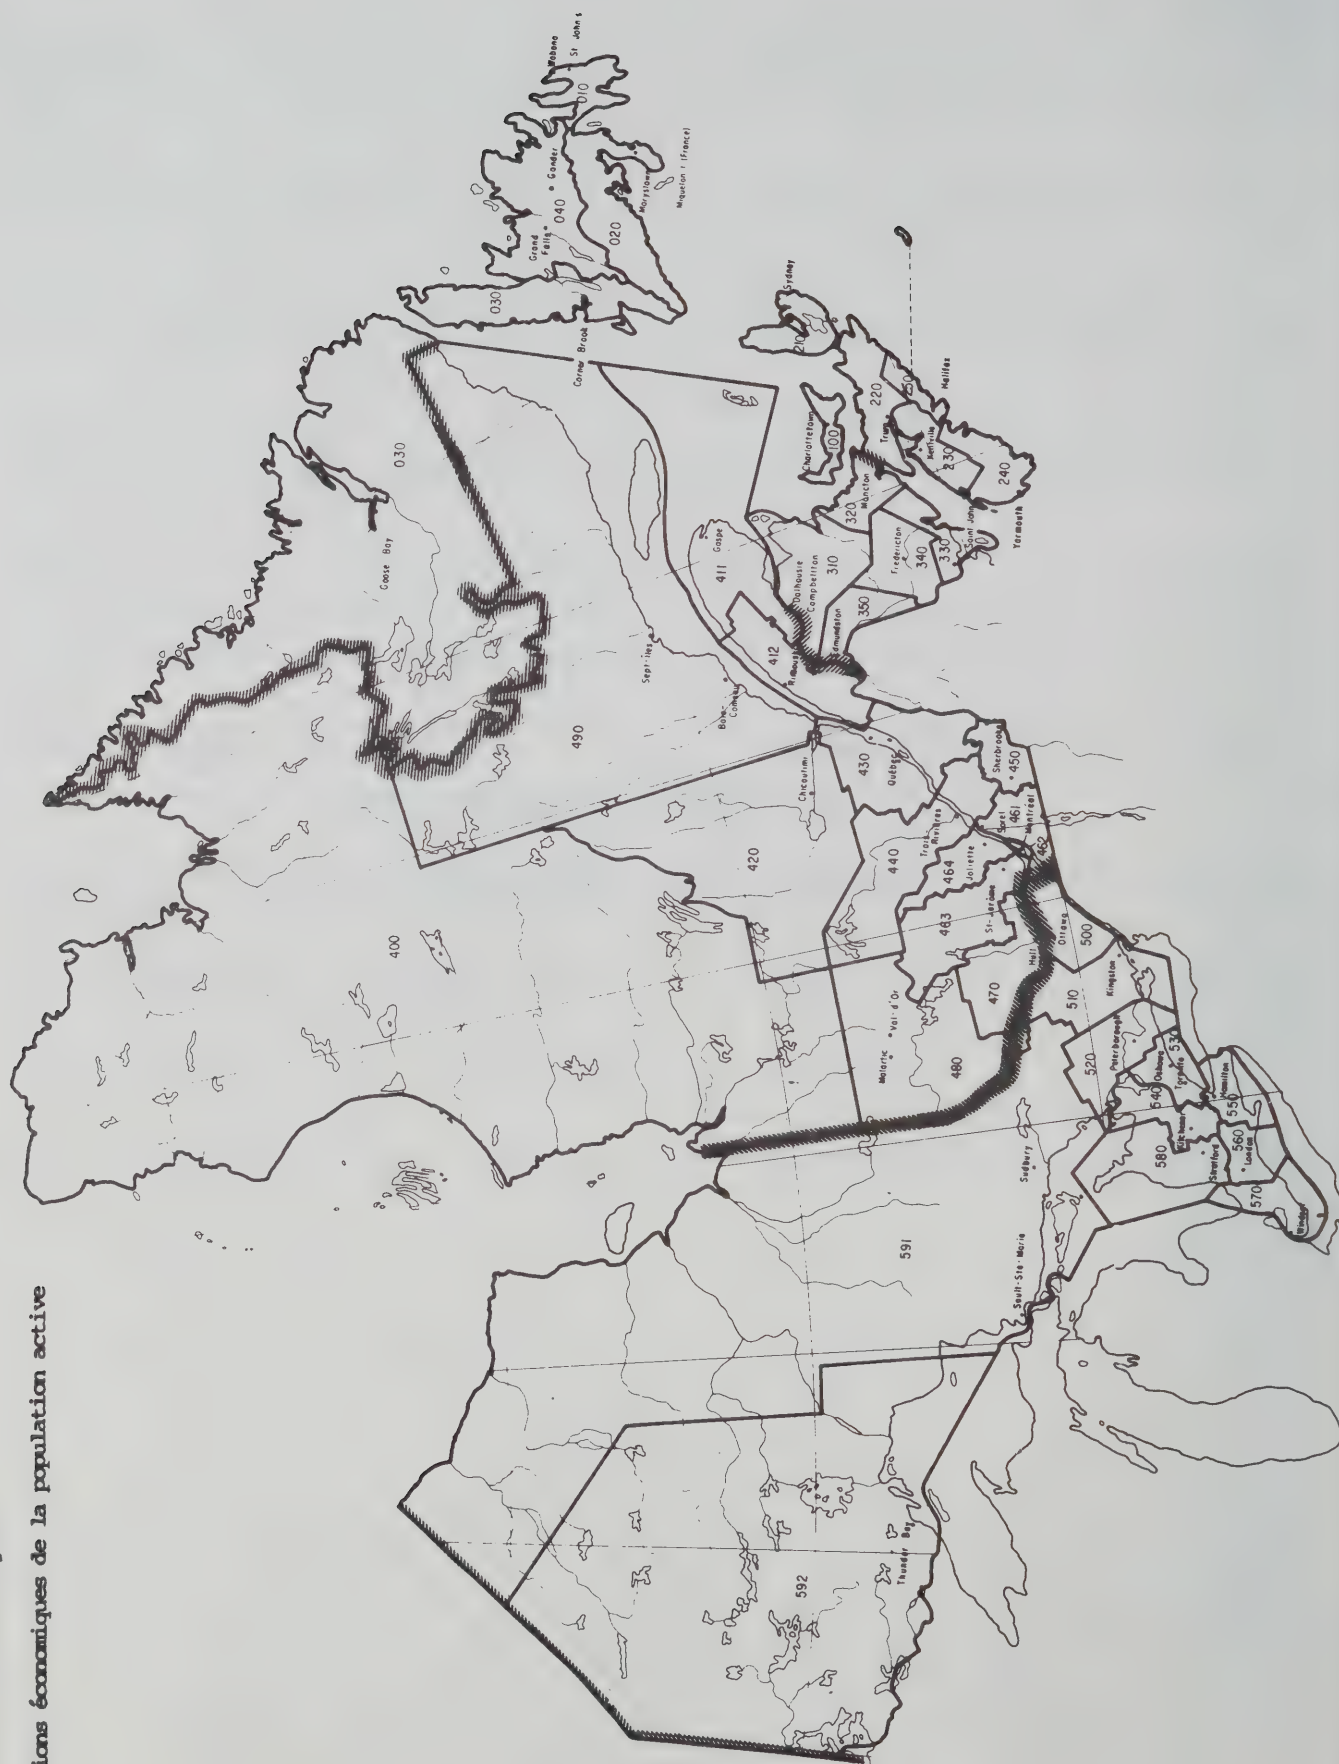 ions économiques de la population active
592
Thunder Bay
591
Sault-Ste-Marie
Sudbury
400
490
480
Malartic
Val-d'Or
470
Hull
Ottawa
500
510
Kingston
520
Peterborough
Oshawa
530
Toronto
540
Kitchener
Hamilton
550
560
London
Stratford
580
570
Windsor
420
Chicoutimi
430
Québec
440
Trois
Rivières
463
464
Joliette
St-Jérôme
Sorel
461
Montréal
462
Sherbrooke
450
Baie-
Comeau
Sept-Iles
411
Gaspé
412
Rimouski
Goose Bay
030
030
Corner Brook
Grand
Falls
040
Gander
020
Marystown
010
Wabana
St John s
Miquelon
(France)
Dalhousie
Campbellton
310
Edmundston
350
Fredericton
340
330
Saint John
320
Moncton
Charlottetown
100
Sydney
210
220
Truro
250
Halifax
Kentville
230
240
Yarmouth